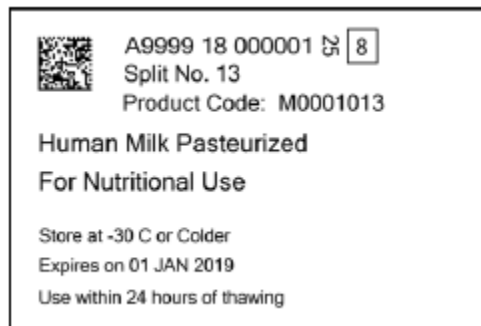 A9999 18 000001 25 8
Split No. 13
Product Code: M0001013
Human Milk Pasteurized
For Nutritional Use
Store at -30 C or Colder
Expires on 01 JAN 2019
Use within 24 hours of thawing